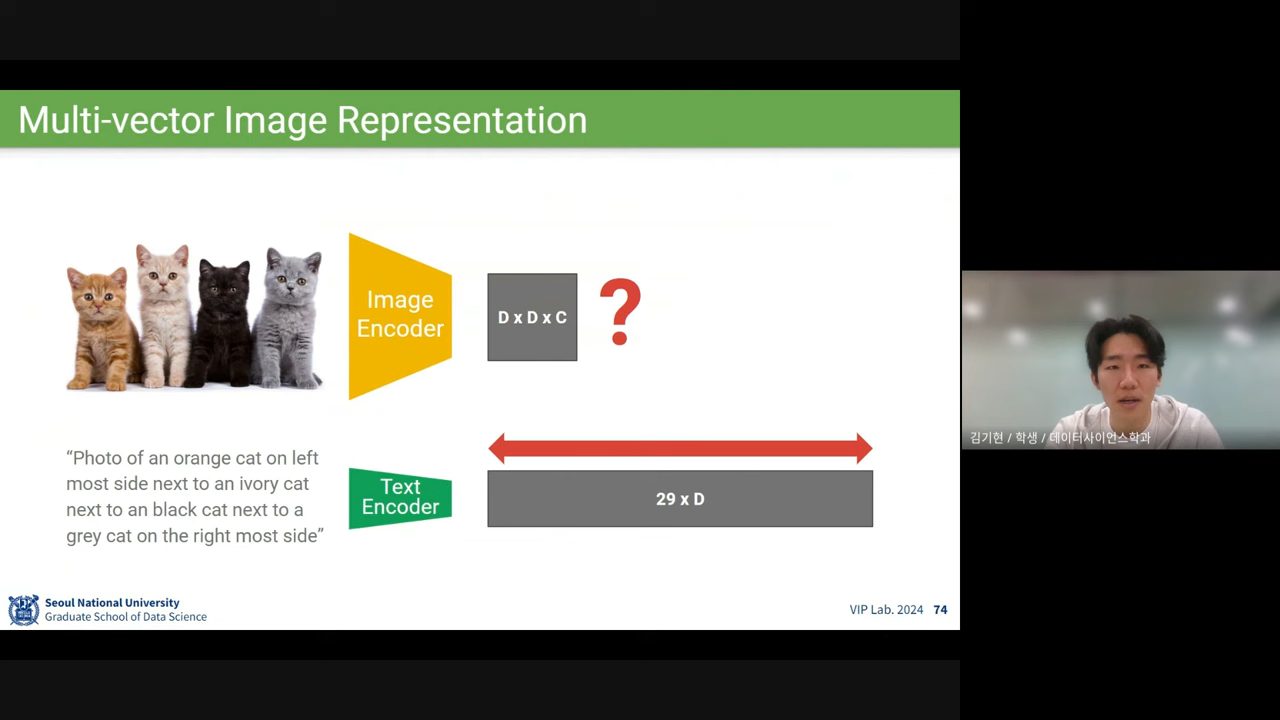 Multi-vector Image Representation
Image
Encoder
D x D x C
?
“Photo of an orange cat on left
most side next to an ivory cat
next to an black cat next to a
grey cat on the right most side”
Text
Encoder
29 x D
Seoul National University
Graduate School of Data Science
VIP Lab. 2024 74
김기현 / 학생 / 데이터사이언스학과